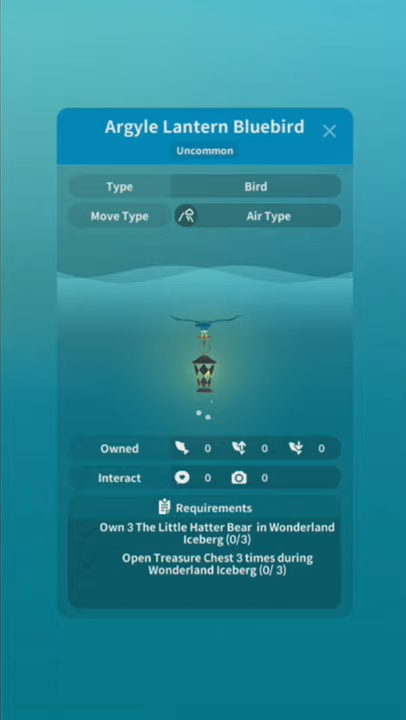 Argyle Lantern Bluebird
Uncommon
Type Bird
Move Type Air Type
Owned 0 0 0
Interact 0 0
Requirements
Own 3 The Little Hatter Bear in Wonderland
Iceberg (0/3)
Open Treasure Chest 3 times during
Wonderland Iceberg (0/ 3)